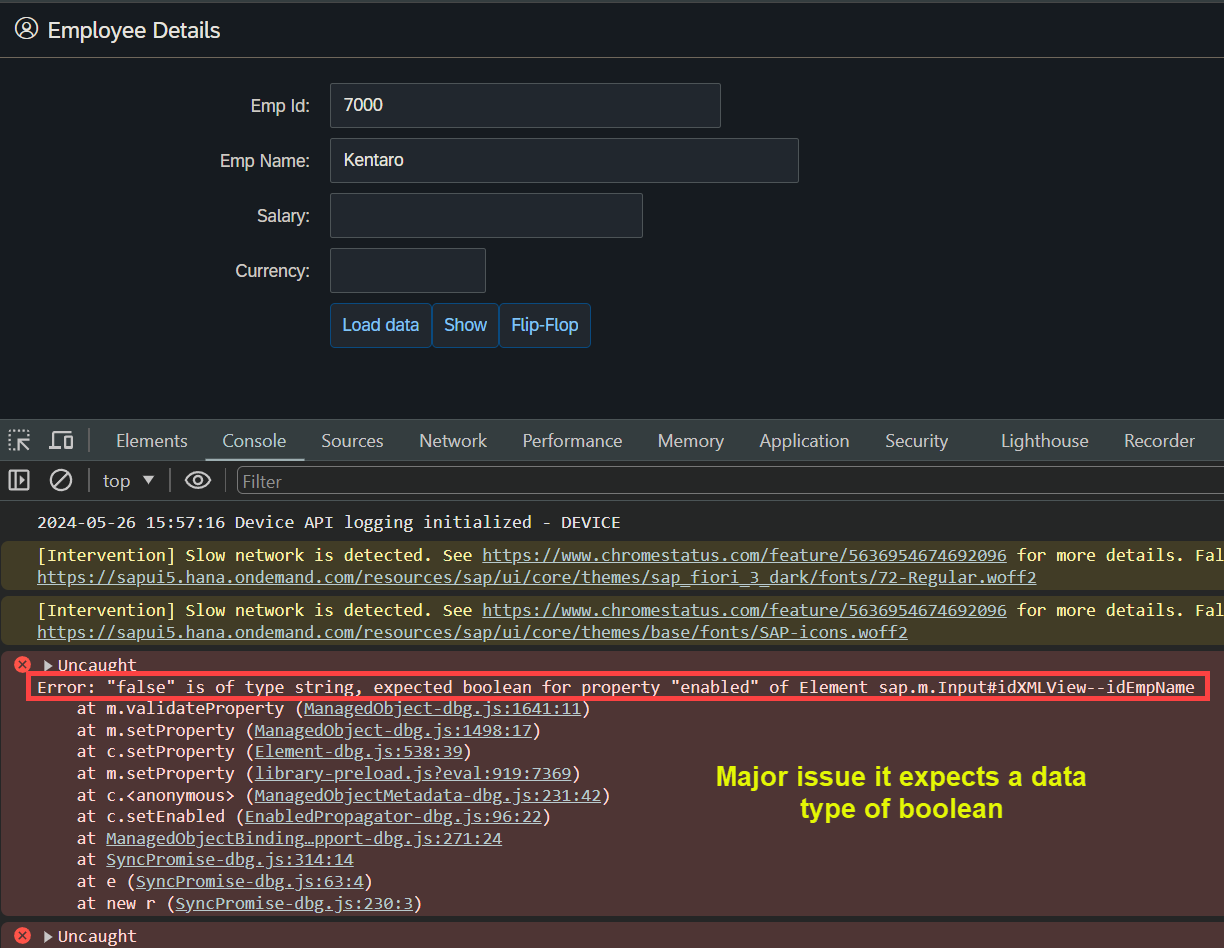 Employee Details
Emp Id: 7000
Emp Name: Kentaro
Salary:
Currency:
Load data Show Flip-Flop
Elements Console Sources Network Performance Memory Application Security Lighthouse Recorder
top ▼ Filter
2024-05-26 15:57:16 Device API logging initialized - DEVICE
[Intervention] Slow network is detected. See https://www.chromestatus.com/feature/5636954674692096 for more details. Fal
https://sapui5.hana.ondemand.com/resources/sap/ui/core/themes/sap_fiori_3_dark/fonts/72-Regular.woff2
[Intervention] Slow network is detected. See https://www.chromestatus.com/feature/5636954674692096 for more details. Fal
https://sapui5.hana.ondemand.com/resources/sap/ui/core/themes/base/fonts/SAP-icons.woff2
▶ Uncaught
Error: "false" is of type string, expected boolean for property "enabled" of Element sap.m.Input#idXMLView--idEmpName
at m.validateProperty (ManagedObject-dbg.js:1641:11)
at m.setProperty (ManagedObject-dbg.js:1498:17)
at c.setProperty (Element-dbg.js:538:39)
at m.setProperty (library-preload.js?eval:919:7369)
at c.<anonymous> (ManagedObjectMetadata-dbg.js:231:42)
at c.setEnabled (EnabledPropagator-dbg.js:96:22)
at ManagedObjectBinding…pport-dbg.js:271:24
at SyncPromise-dbg.js:314:14
at e (SyncPromise-dbg.js:63:4)
at new r (SyncPromise-dbg.js:230:3)
Major issue it expects a data
type of boolean
▶ Uncaught